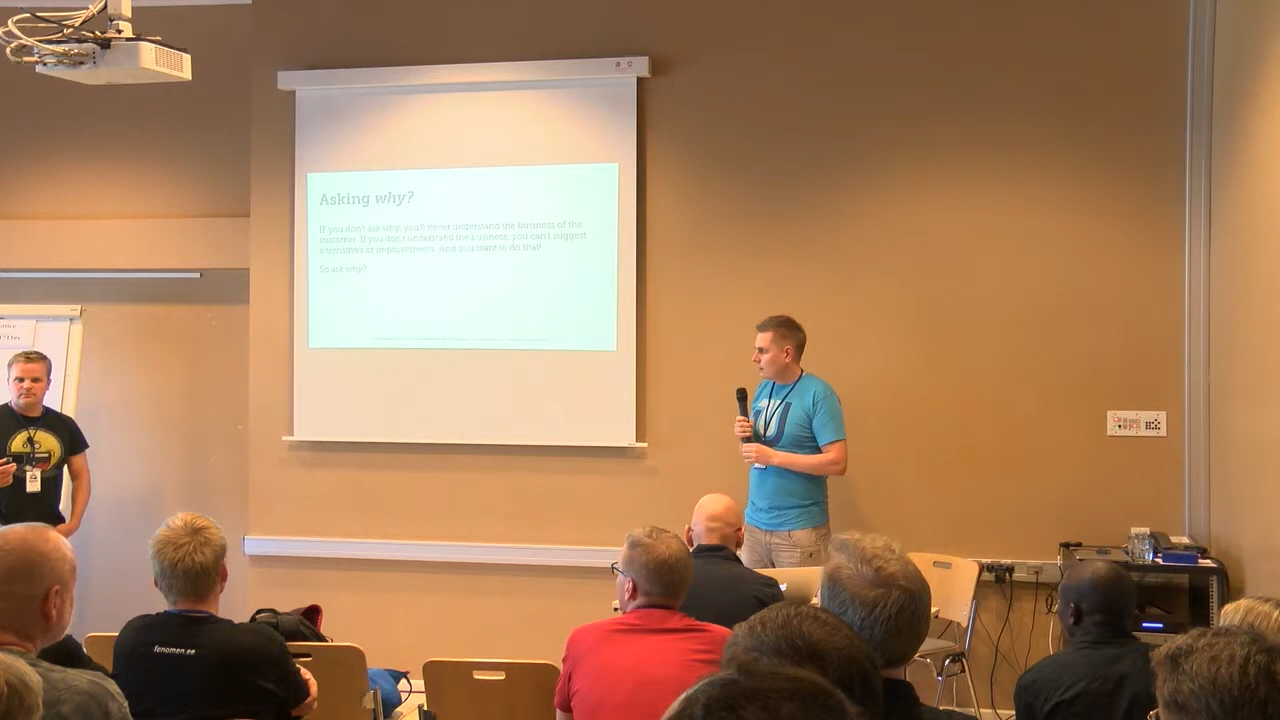 Asking why?
If you don't ask why, you'll never understand the business of the
customer. If you don't understand the business, you can't suggest
alternatives or improvements. And you want to do that!
So ask why?
fenomen.ee